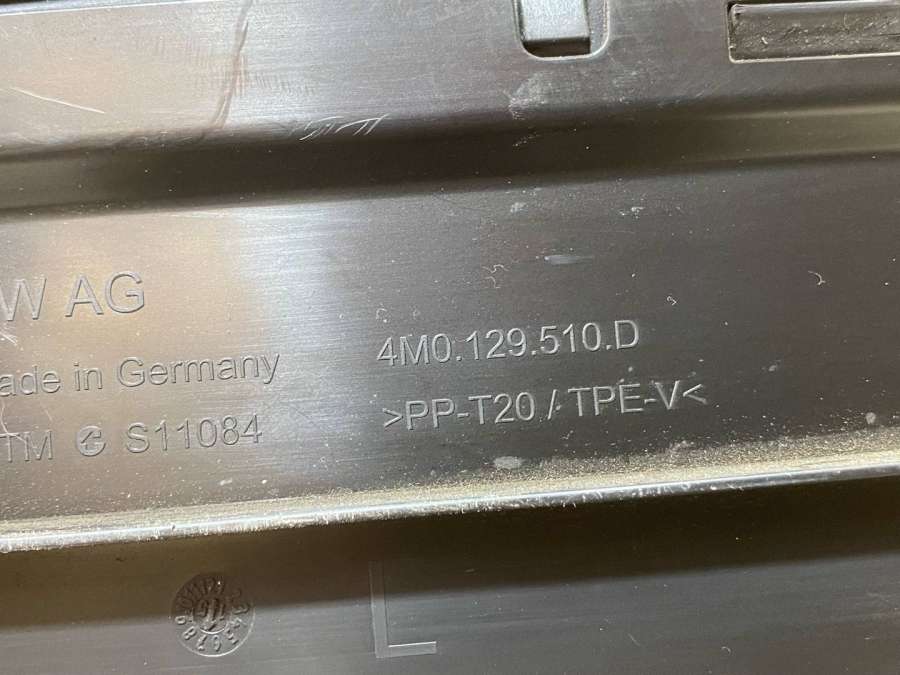 W AG
ade in Germany
TM S11084
4M0.129.510.D
>PP-T20 / TPE-V<
L